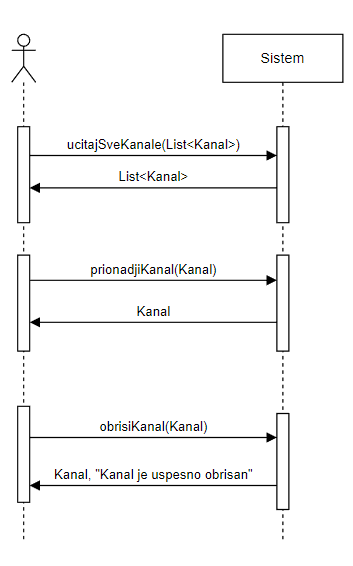 Sistem
ucitajSveKanale(List<Kanal>)
List<Kanal>
prionadjiKanal(Kanal)
Kanal
obrisiKanal(Kanal)
Kanal, "Kanal je uspesno obrisan"